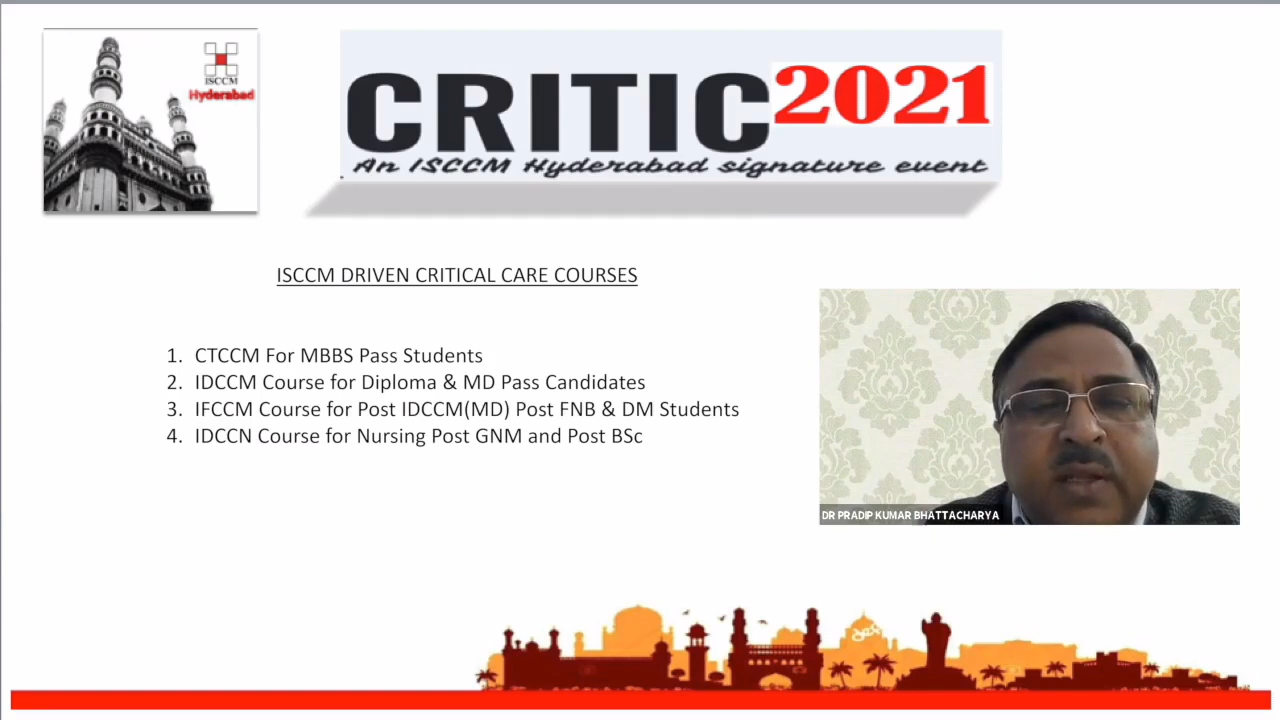 ISCCM
Hyderabad
CRITIC2021
An ISCCM Hyderabad signature event
ISCCM DRIVEN CRITICAL CARE COURSES
1. CTCCM For MBBS Pass Students
2. IDCCM Course for Diploma & MD Pass Candidates
3. IFCCM Course for Post IDCCM(MD) Post FNB & DM Students
4. IDCCN Course for Nursing Post GNM and Post BSc
DR PRADIP KUMAR BHATTACHARYA